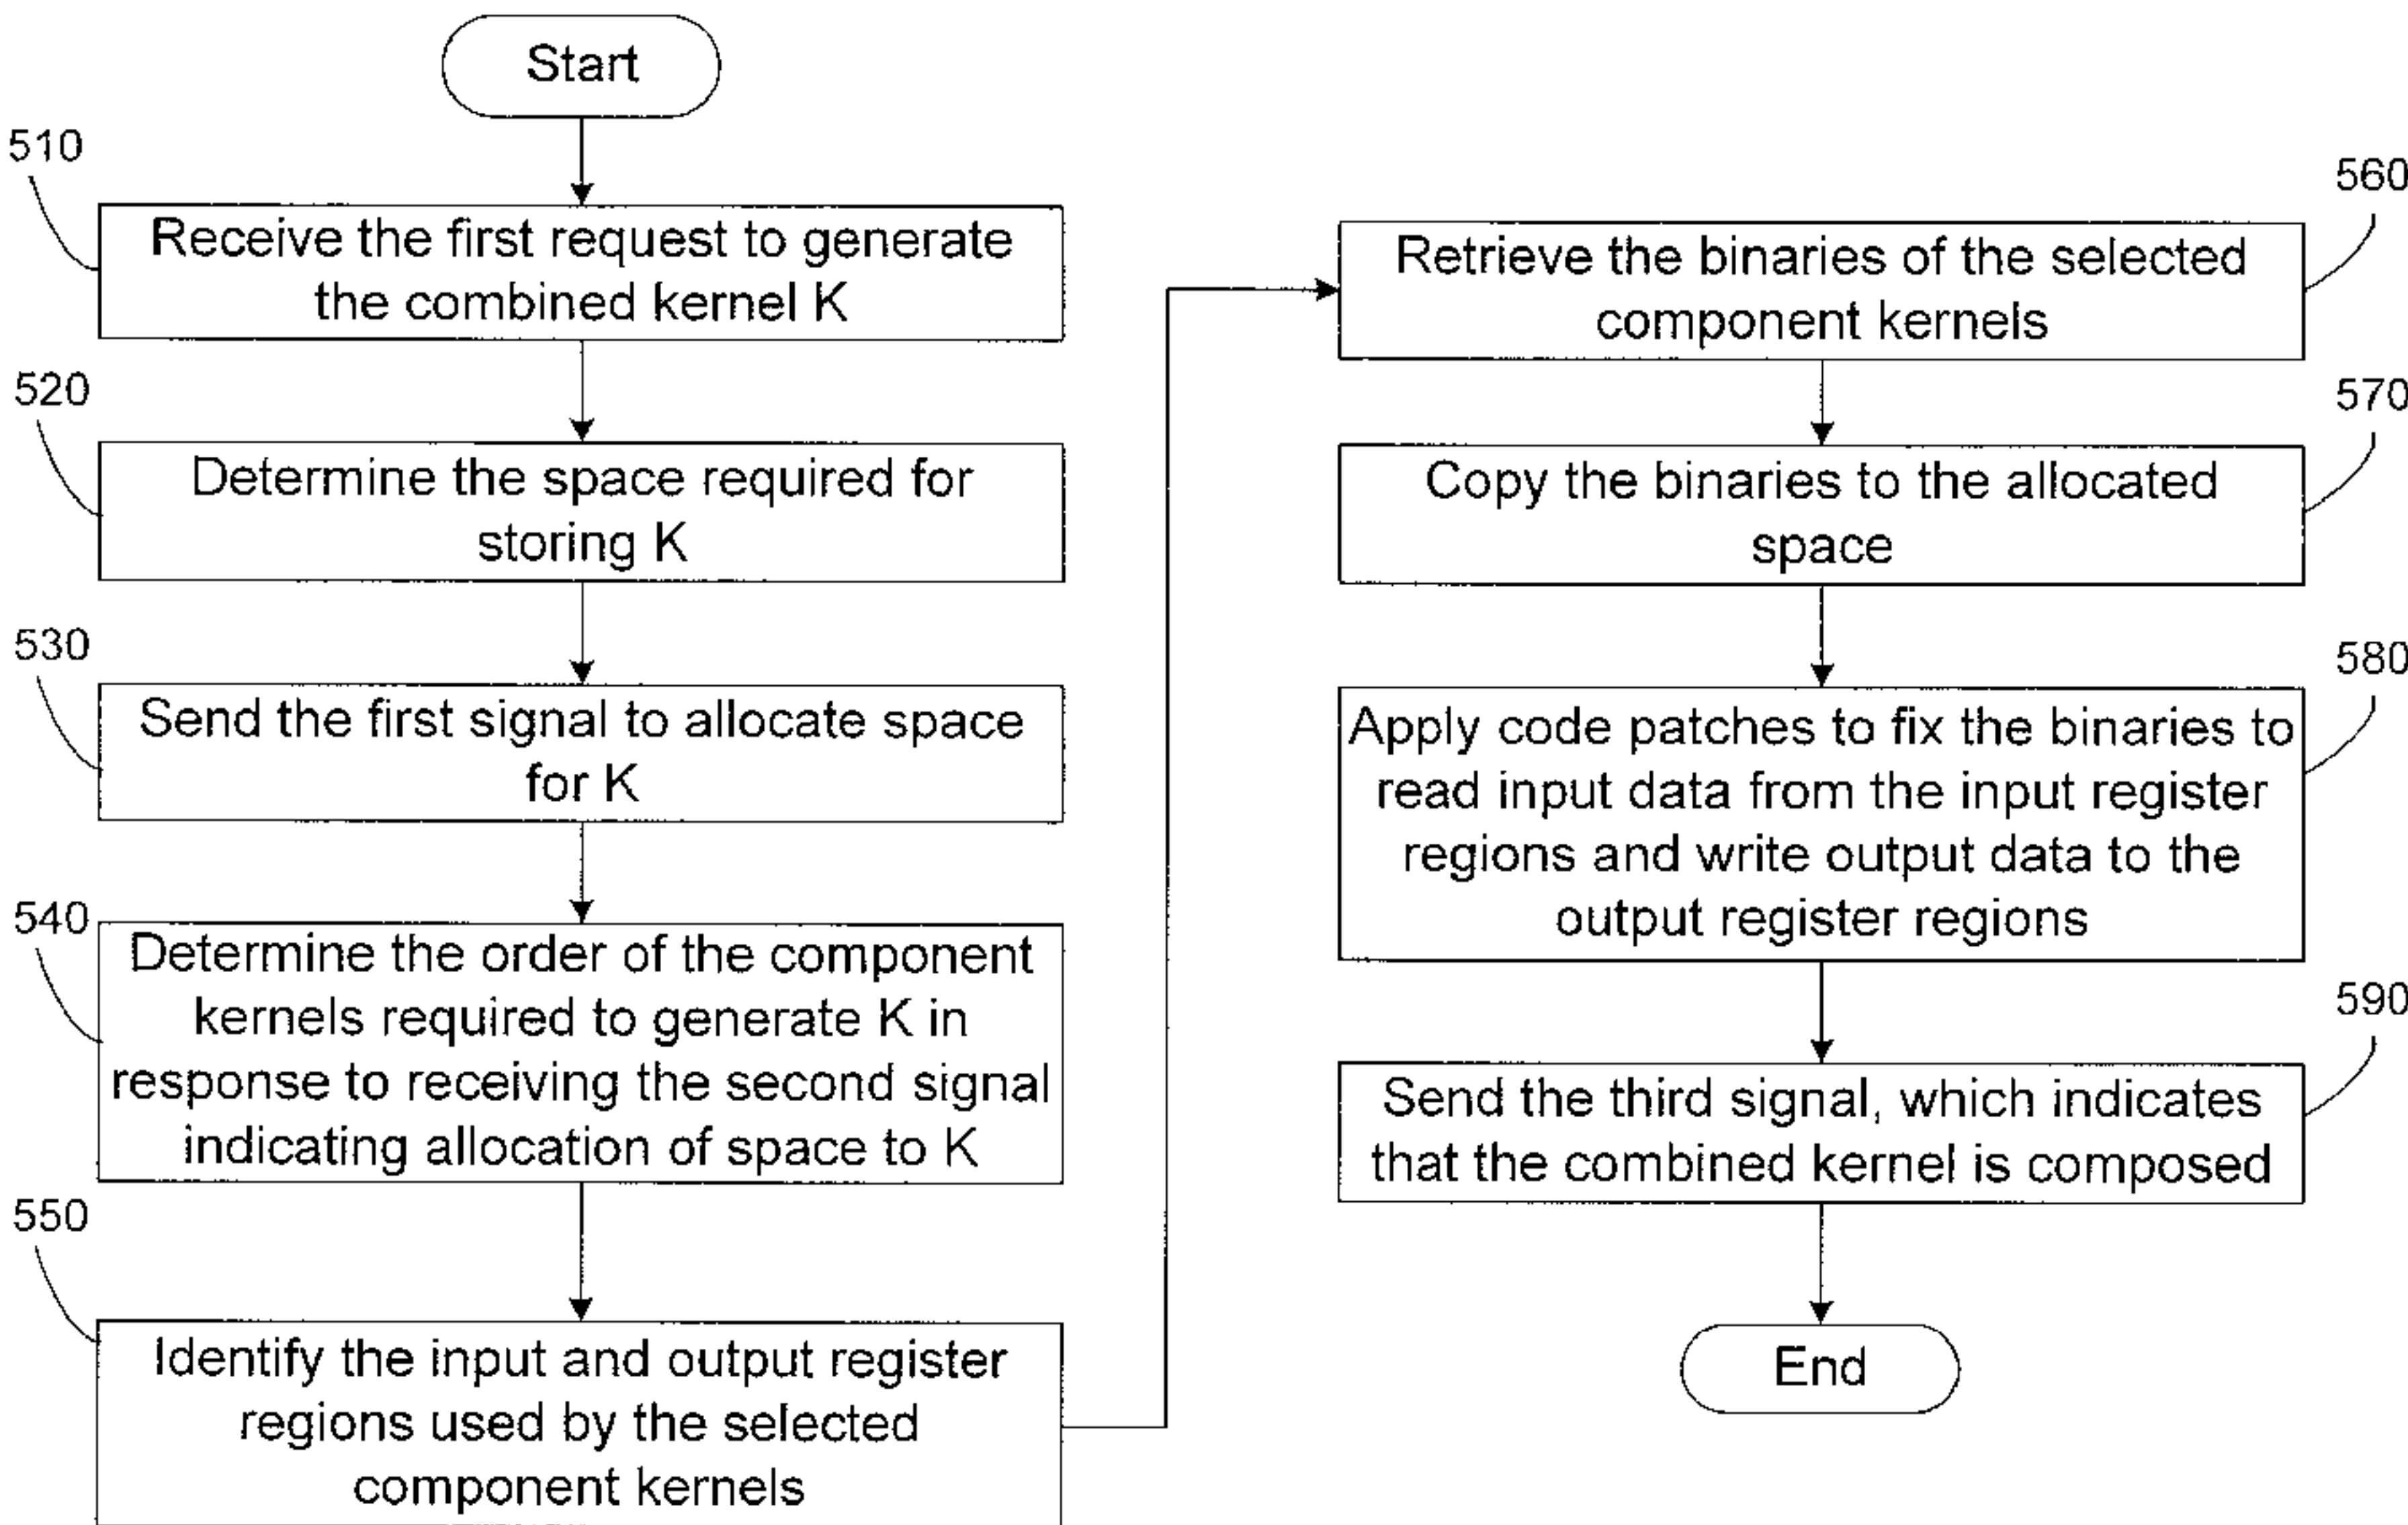 Start
510
Receive the first request to generate
the combined kernel K
520
Determine the space required for
storing K
530
Send the first signal to allocate space
for K
540
Determine the order of the component
kernels required to generate K in
response to receiving the second signal
indicating allocation of space to K
550
Identify the input and output register
regions used by the selected
component kernels
560
Retrieve the binaries of the selected
component kernels
570
Copy the binaries to the allocated
space
580
Apply code patches to fix the binaries to
read input data from the input register
regions and write output data to the
output register regions
590
Send the third signal, which indicates
that the combined kernel is composed
End